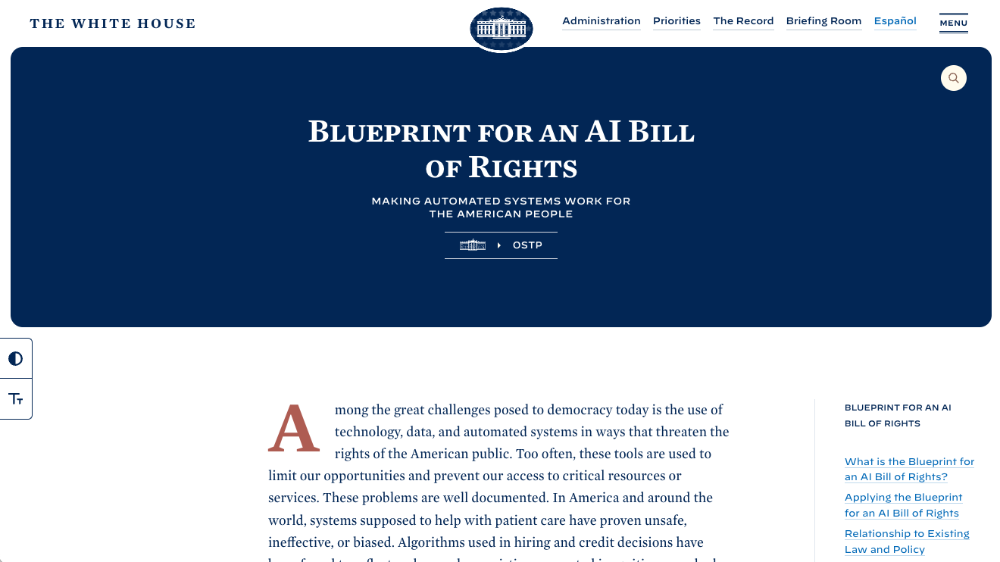 THE WHITE HOUSE
Administration
Priorities
The Record
Briefing Room
Español
MENU
BLUEPRINT FOR AN AI BILL
OF RIGHTS
MAKING AUTOMATED SYSTEMS WORK FOR
THE AMERICAN PEOPLE
OSTP
Tт
Among the great challenges posed to democracy today is the use of
technology, data, and automated systems in ways that threaten the
rights of the American public. Too often, these tools are used to
limit our opportunities and prevent our access to critical resources or
services. These problems are well documented. In America and around the
world, systems supposed to help with patient care have proven unsafe,
ineffective, or biased. Algorithms used in hiring and credit decisions have
BLUEPRINT FOR AN AI
BILL OF RIGHTS
What is the Blueprint for
an AI Bill of Rights?
Applying the Blueprint
for an AI Bill of Rights
Relationship to Existing
Law and Policy